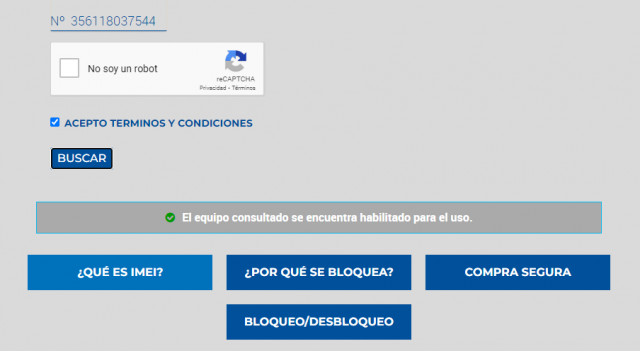 Nº 356118037544
No soy un robot
reCAPTCHA
Privacidad - Términos
ACEPTO TERMINOS Y CONDICIONES
BUSCAR
El equipo consultado se encuentra habilitado para el uso.
¿QUÉ ES IMEI?
¿POR QUÉ SE BLOQUEA?
COMPRA SEGURA
BLOQUEO/DESBLOQUEO